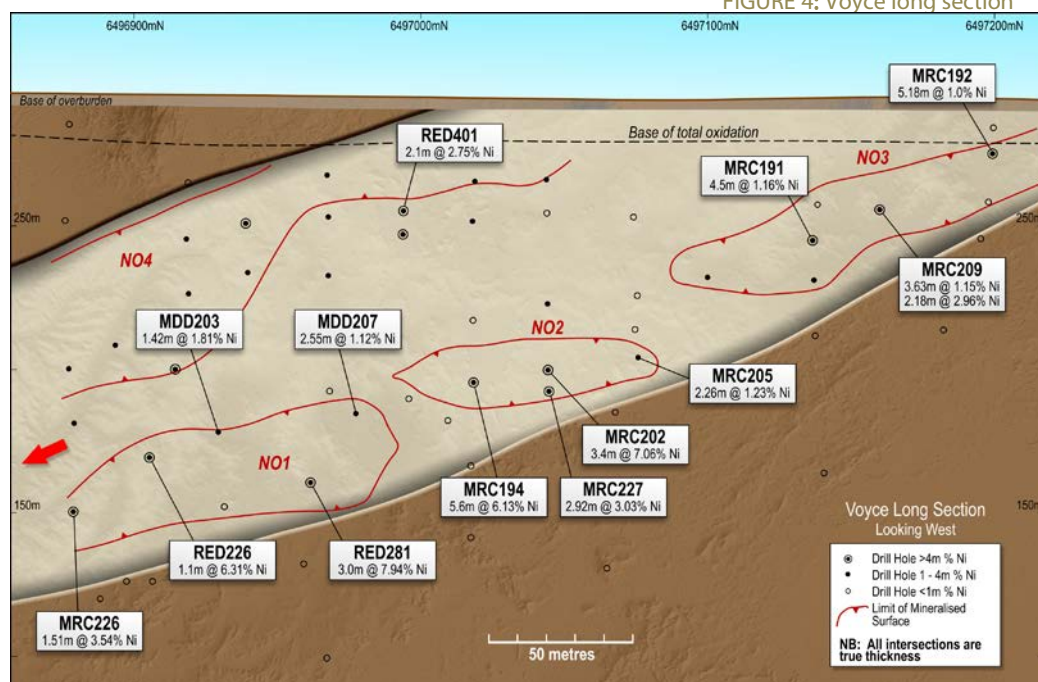 FIGURE 4: Voyce long section
6496900mN
6497000mN
6497100mN
6497200mN
Base of overburden
MRC192
5.18m @ 1.0% Ni
RED401
2.1m @ 2.75% Ni
Base of total oxidation
NO3
MRC191
4.5m @ 1.16% Ni
250m
250m
NO4
MRC209
3.63m @ 1.15% Ni
2.18m @ 2.96% Ni
MDD203
1.42m @ 1.81% Ni
MDD207
2.55m @ 1.12% Ni
NO2
MRC205
2.26m @ 1.23% Ni
MRC202
3.4m @ 7.06% Ni
NO1
MRC194
5.6m @ 6.13% Ni
MRC227
2.92m @ 3.03% Ni
150m
150m
RED226
1.1m @ 6.31% Ni
RED281
3.0m @ 7.94% Ni
MRC226
1.51m @ 3.54% Ni
50 metres
Voyce Long Section
Looking West
Drill Hole >4m % Ni
Drill Hole 1 - 4m % Ni
Drill Hole <1m % Ni
Limit of Mineralised
Surface
NB: All intersections are
true thickness